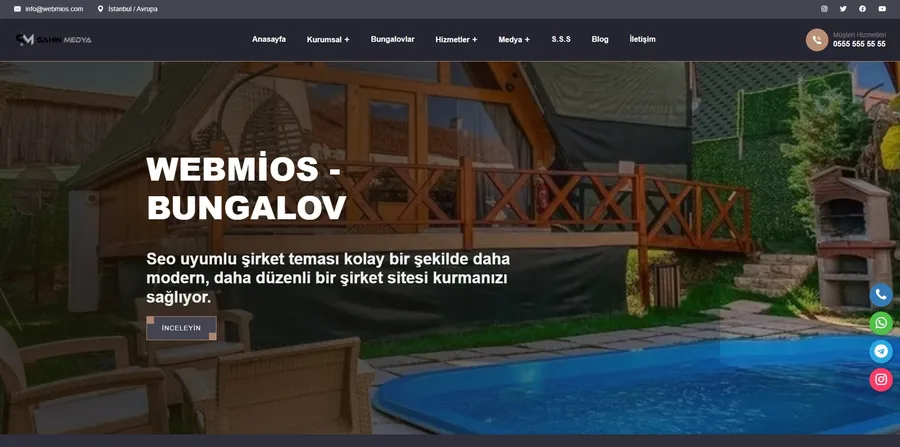 info@webmios.com
İstanbul / Avrupa
SAHIN MEDYA
Anasayfa
Kurumsal +
Bungalovlar
Hizmetler +
Medya +
S.S.S
Blog
İletişim
Müşteri Hizmetleri
0555 555 55 55
WEBMİOS -
BUNGALOV
Seo uyumlu şirket teması kolay bir şekilde daha
modern, daha düzenli bir şirket sitesi kurmanızı
sağlıyor.
İNCELEYİN